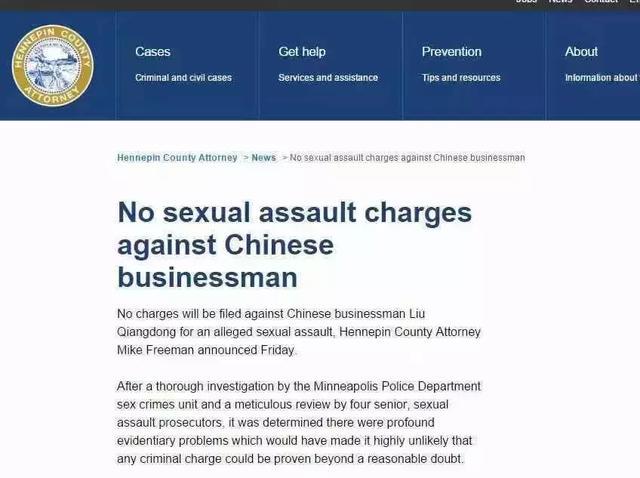 Jobs News Contact
HENNEPIN COUNTY
ATTORNEY
Cases
Criminal and civil cases
Get help
Services and assistance
Prevention
Tips and resources
About
Information about
Hennepin County Attorney > News > No sexual assault charges against Chinese businessman
No sexual assault charges
against Chinese
businessman
No charges will be filed against Chinese businessman Liu
Qiangdong for an alleged sexual assault, Hennepin County Attorney
Mike Freeman announced Friday.
After a thorough investigation by the Minneapolis Police Department
sex crimes unit and a meticulous review by four senior, sexual
assault prosecutors, it was determined there were profound
evidentiary problems which would have made it highly unlikely that
any criminal charge could be proven beyond a reasonable doubt.